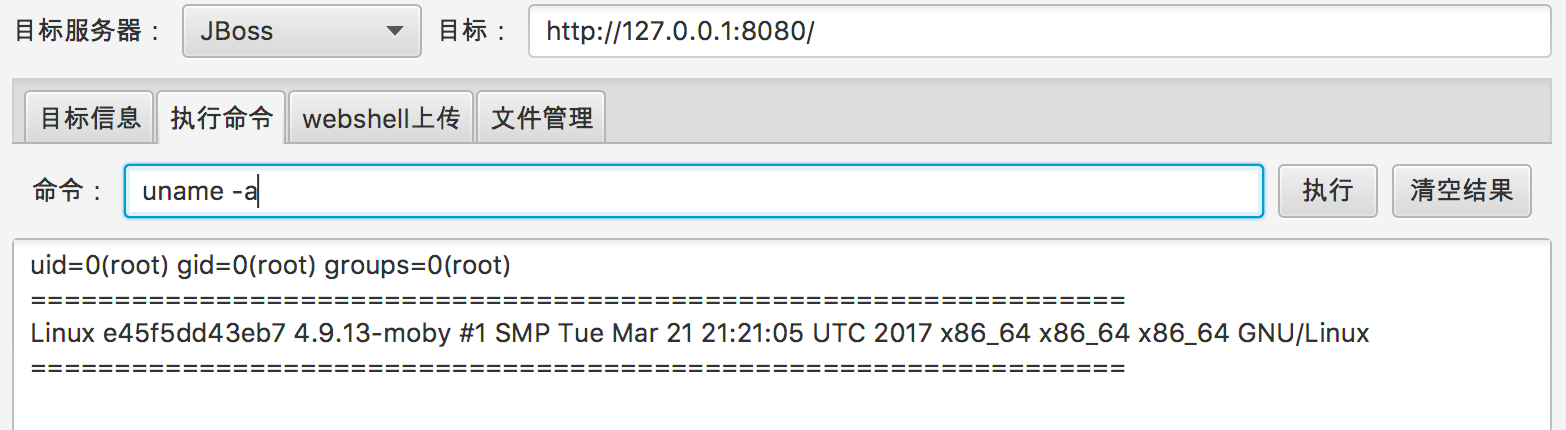 目标服务器： JBoss 目标： http://127.0.0.1:8080/
目标信息 执行命令 webshell上传 文件管理
命令： uname -a 执行 清空结果
uid=0(root) gid=0(root) groups=0(root)
=================================================================
Linux e45f5dd43eb7 4.9.13-moby #1 SMP Tue Mar 21 21:21:05 UTC 2017 x86_64 x86_64 x86_64 GNU/Linux
=================================================================